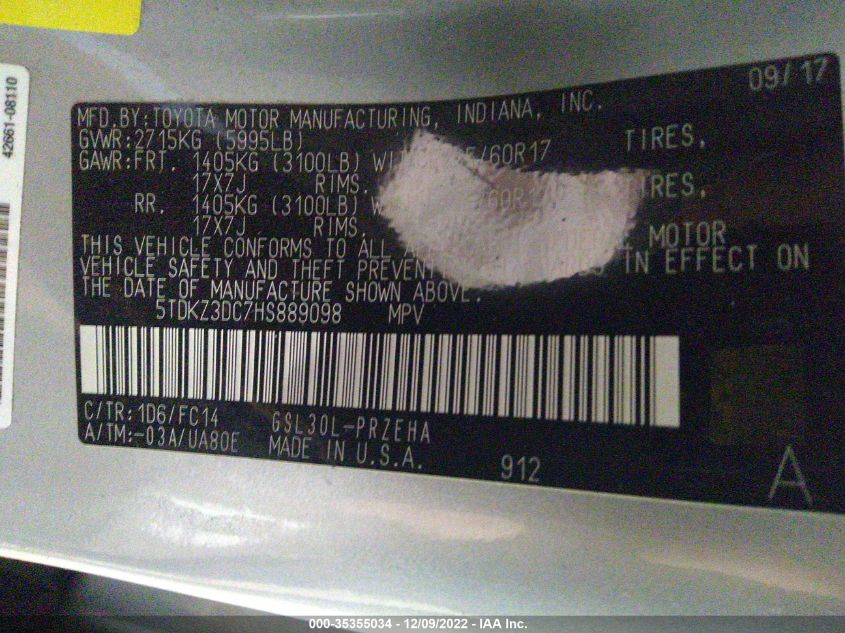 42661-08110
09/17
MFD.BY:TOYOTA MOTOR MANUFACTURING, INDIANA, INC.
GVWR:2715KG (5995LB)
GAWR:FRT. 1405KG (3100LB) 5/60R17 TIRES,
17X7J RIMS.
RR. 1405KG (3100LB) /60R17 TIRES,
17X7J RIMS.
THIS VEHICLE CONFORMS TO ALL MOTOR
VEHICLE SAFETY AND THEFT IN EFFECT ON
THE DATE OF MANUFACTURE SHOWN ABOVE.
5TDKZ3DC7HS889098 MPV
C/TR:1D6/FC14 GSL30L-PRZEHA
A/TM:-03A/UA80E MADE IN U.S.A. 912
A
000-35355034 - 12/09/2022 - IAA Inc.